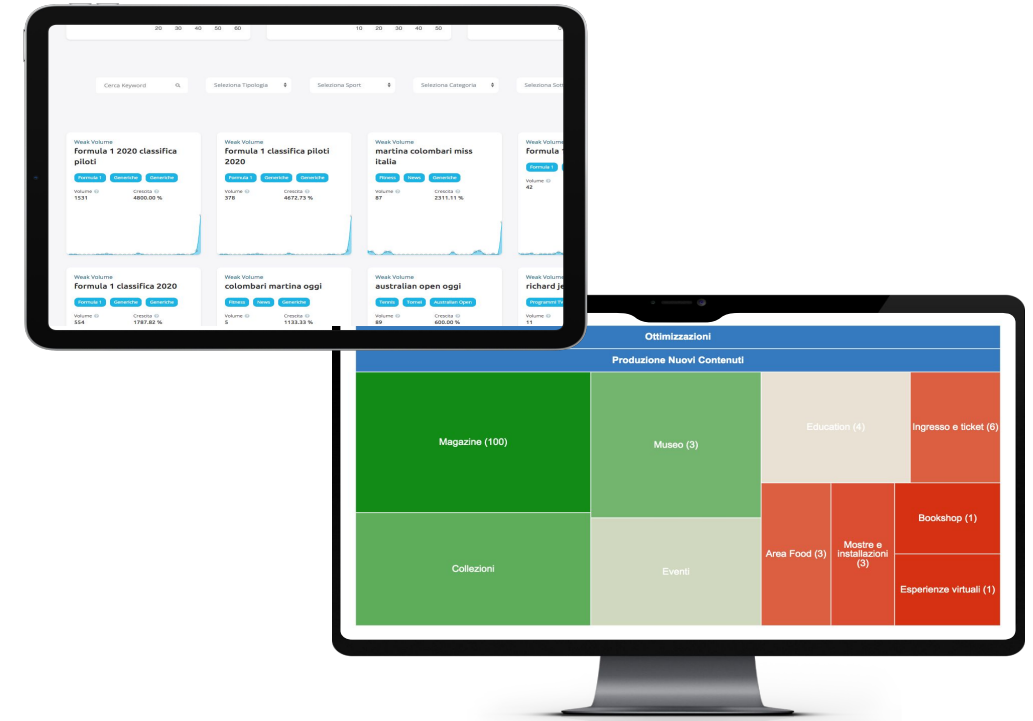 20 30 40 50 60
10 20 30 40 50
Cerca Keyword
Seleziona Tipologia
Seleziona Sport
Seleziona Categoria
Seleziona
Weak Volume
formula 1 2020 classifica
piloti
Formula 1 Generiche Generiche
Volume Crescita
1531 4800.00 %
Weak Volume
formula 1 classifica piloti
2020
Formula 1 Generiche Generiche
Volume Crescita
378 4672.73 %
Weak Volume
martina colombari miss
italia
Fitness News Generiche
Volume Crescita
87 2311.11 %
Weak Volume
formula
Formula 1
Volume
42
Weak Volume
formula 1 classifica 2020
Formula 1 Generiche Generiche
Volume Crescita
554 1787.82 %
Weak Volume
colombari martina oggi
Fitness News Generiche
Volume Crescita
5 1133.33 %
Weak Volume
australian open oggi
Tennis Tornei Australian Open
Volume Crescita
89 600.00 %
Weak Volume
richard je
Programmi
Volume
11
Ottimizzazioni
Produzione Nuovi Contenuti
Magazine (100)
Museo (3)
Education (4)
Ingresso e ticket (6)
Collezioni
Eventi
Area Food (3)
Mostre e
installazioni
(3)
Bookshop (1)
Esperienze virtuali (1)